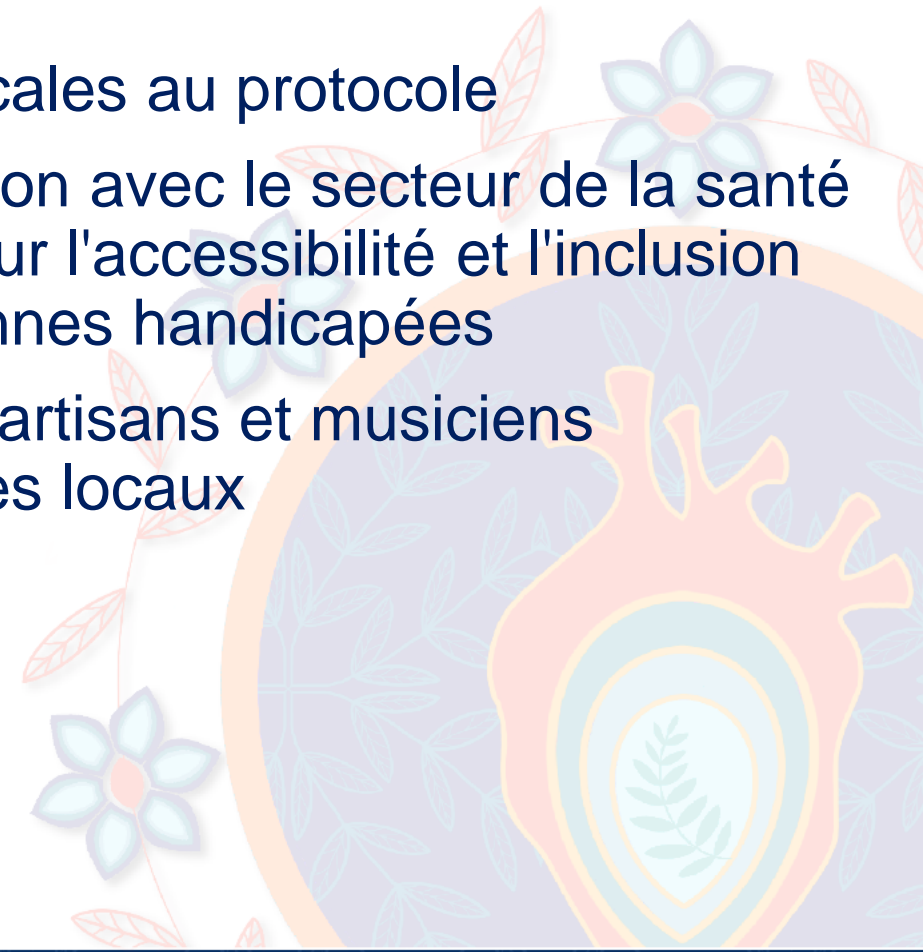 cales au protocole
on avec le secteur de la santé
ur l'accessibilité et l'inclusion
nnes handicapées
artisans et musiciens
es locaux